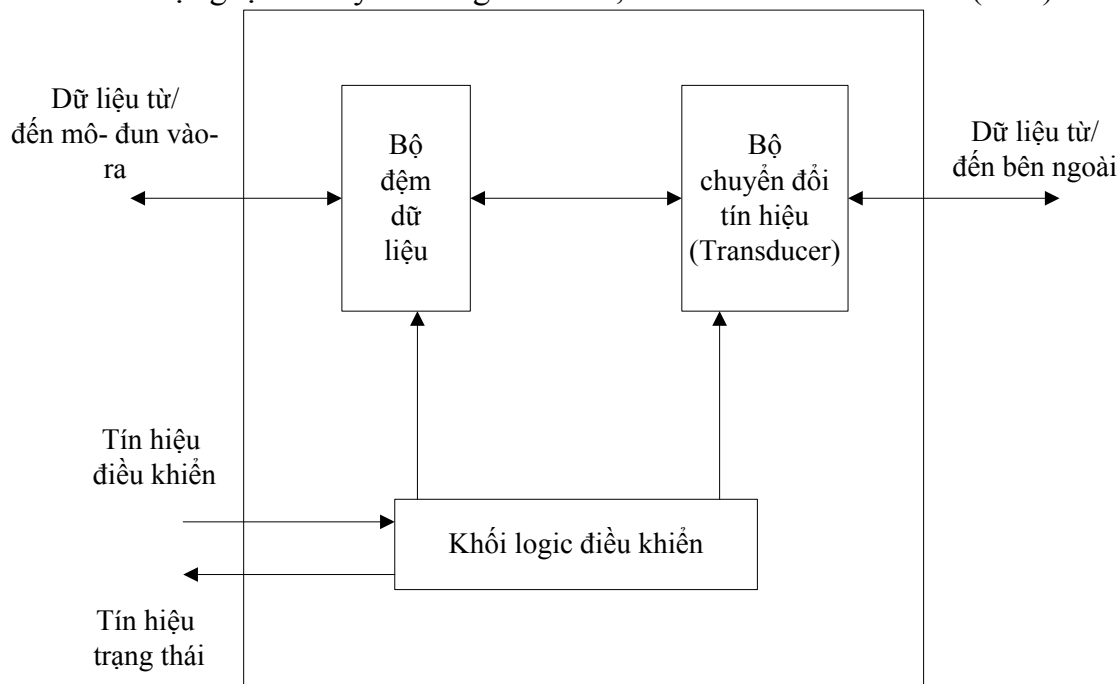 Dữ liệu từ/
đến mô- đun vào-
ra
Bộ
đệm
dữ
liệu
Bộ
chuyển đổi
tín hiệu
(Transducer)
Dữ liệu từ/
đến bên ngoài
Tín hiệu
điều khiển
Khối logic điều khiển
Tín hiệu
trạng thái